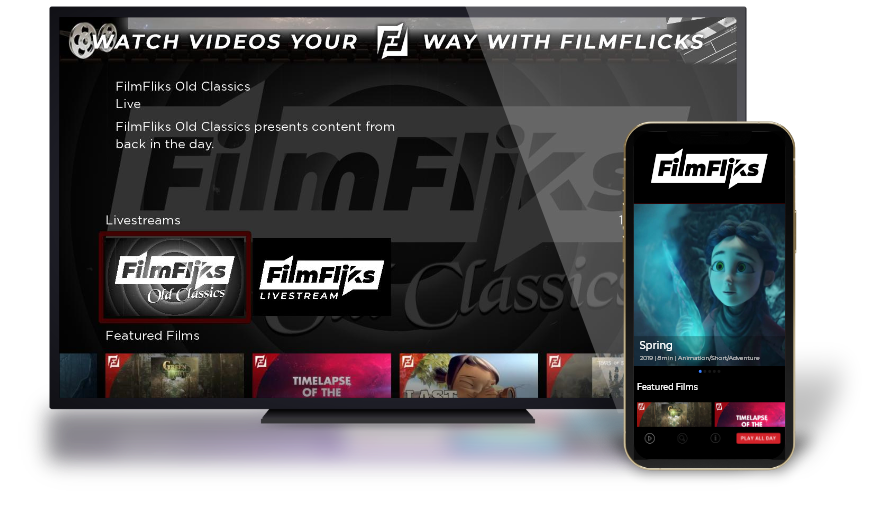 WATCH VIDEOS YOUR WAY WITH FILMFLICKS
FilmFliks Old Classics
Live
FilmFliks Old Classics presents content from
back in the day.
FilmFliks
Old Classics
Livestreams
FilmFliks
Old Classics
FilmFliks
LIVESTREAM
Featured Films
TIMELAPSE
OF THE
LAST
FilmFliks
Spring
2019 | 8min | Animation/Short/Adventure
Featured Films
TIMELAPSE
OF THE
PLAY ALL DAY